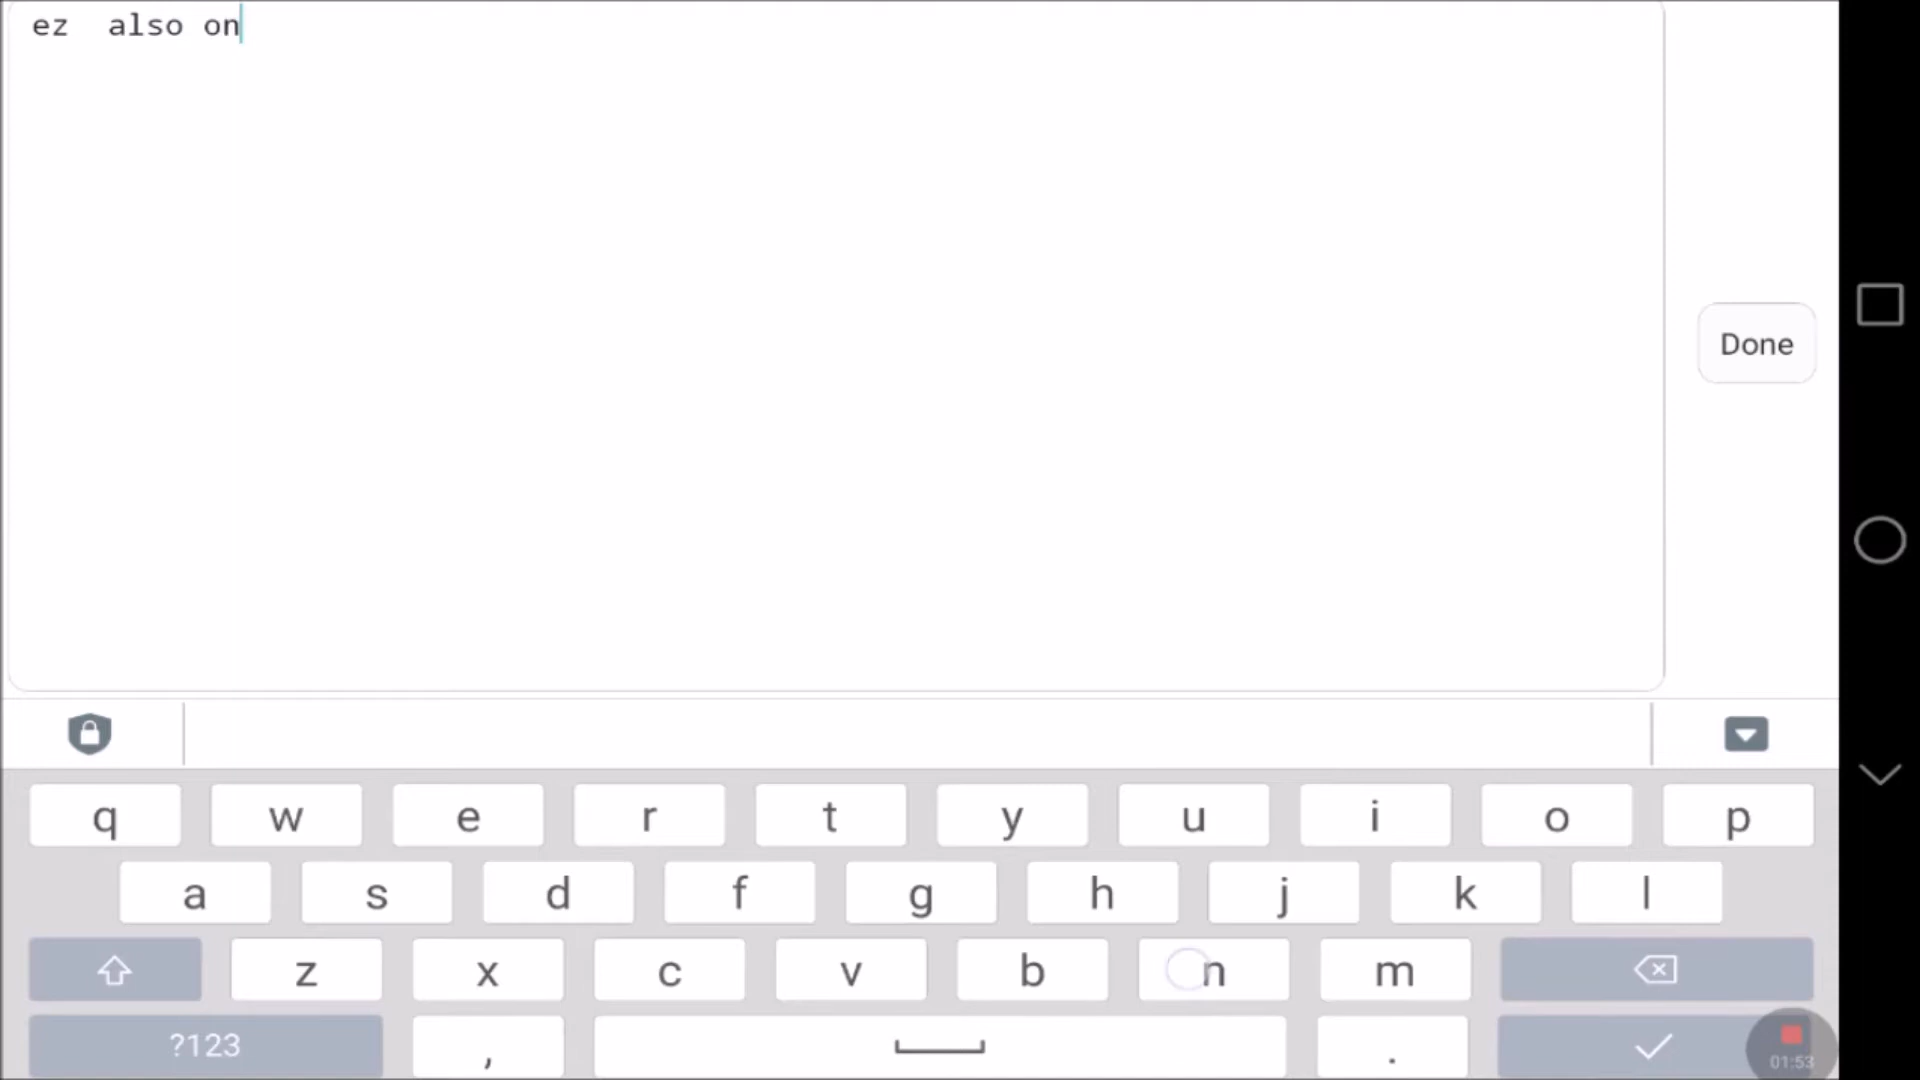 ez  also on
Done
q w e r t y u i o p
a s d f g h j k l
z x c v b n m
?123 , .
01:53